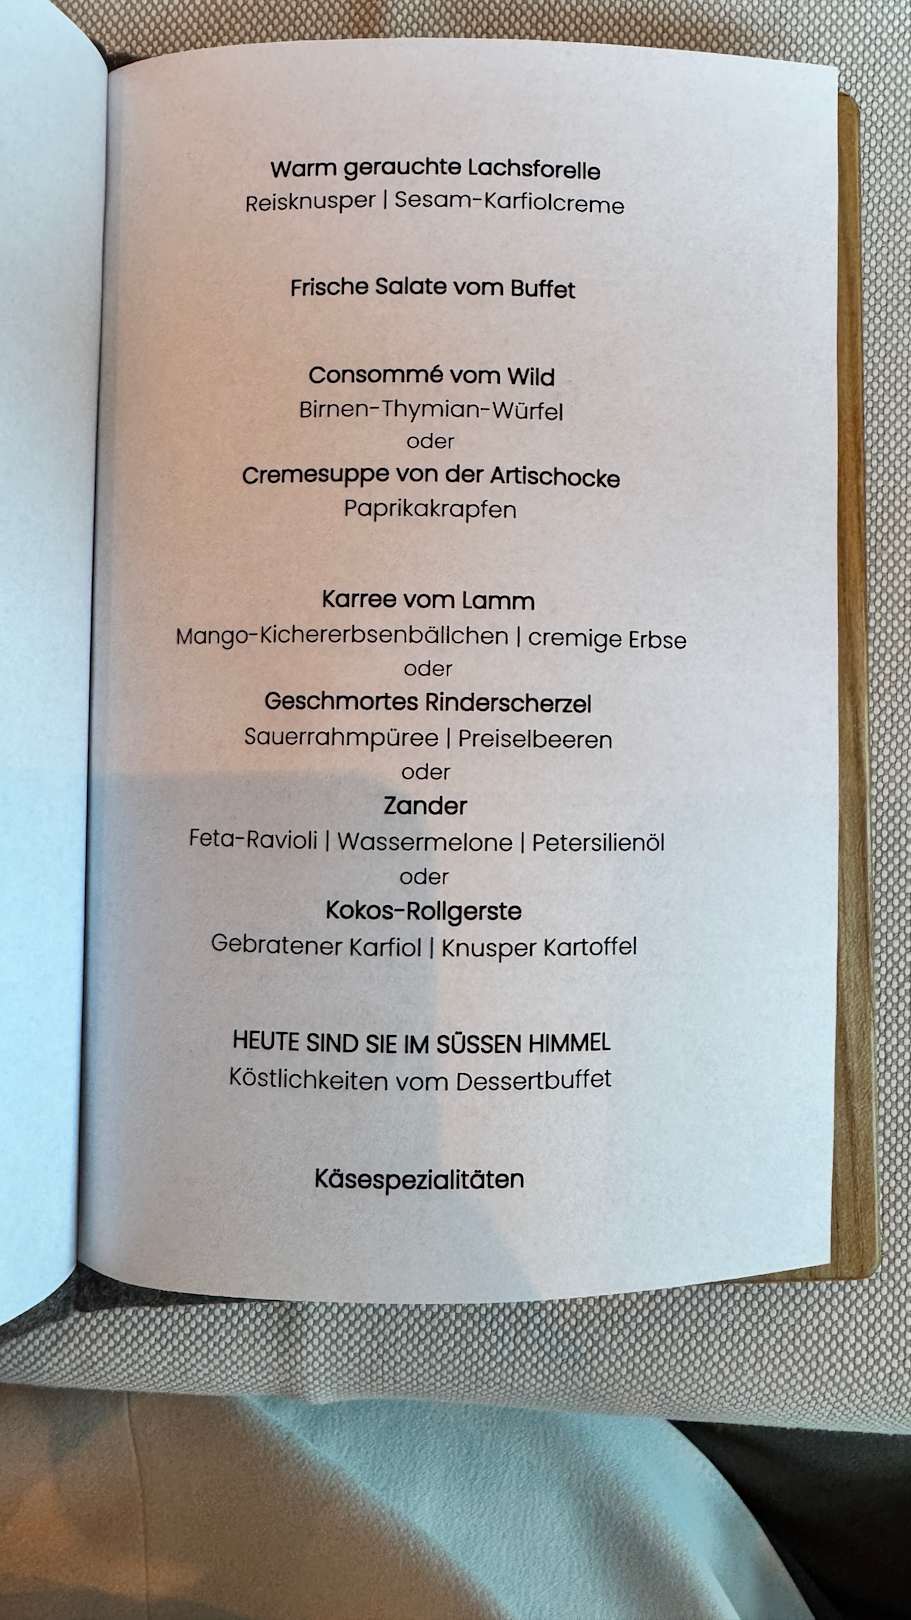 Warm gerauchte Lachsforelle
Reisknusper | Sesam-Karfiolcreme
Frische Salate vom Buffet
Consommé vom Wild
Birnen-Thymian-Würfel
oder
Cremesuppe von der Artischocke
Paprikakrapfen
Karree vom Lamm
Mango-Kichererbsenbällchen | cremige Erbse
oder
Geschmortes Rinderscherzel
Sauerrahmpüree | Preiselbeeren
oder
Zander
Feta-Ravioli | Wassermelone | Petersilienöl
oder
Kokos-Rollgerste
Gebratener Karfiol | Knusper Kartoffel
HEUTE SIND SIE IM SÜSSEN HIMMEL
Köstlichkeiten vom Dessertbuffet
Käsespezialitäten